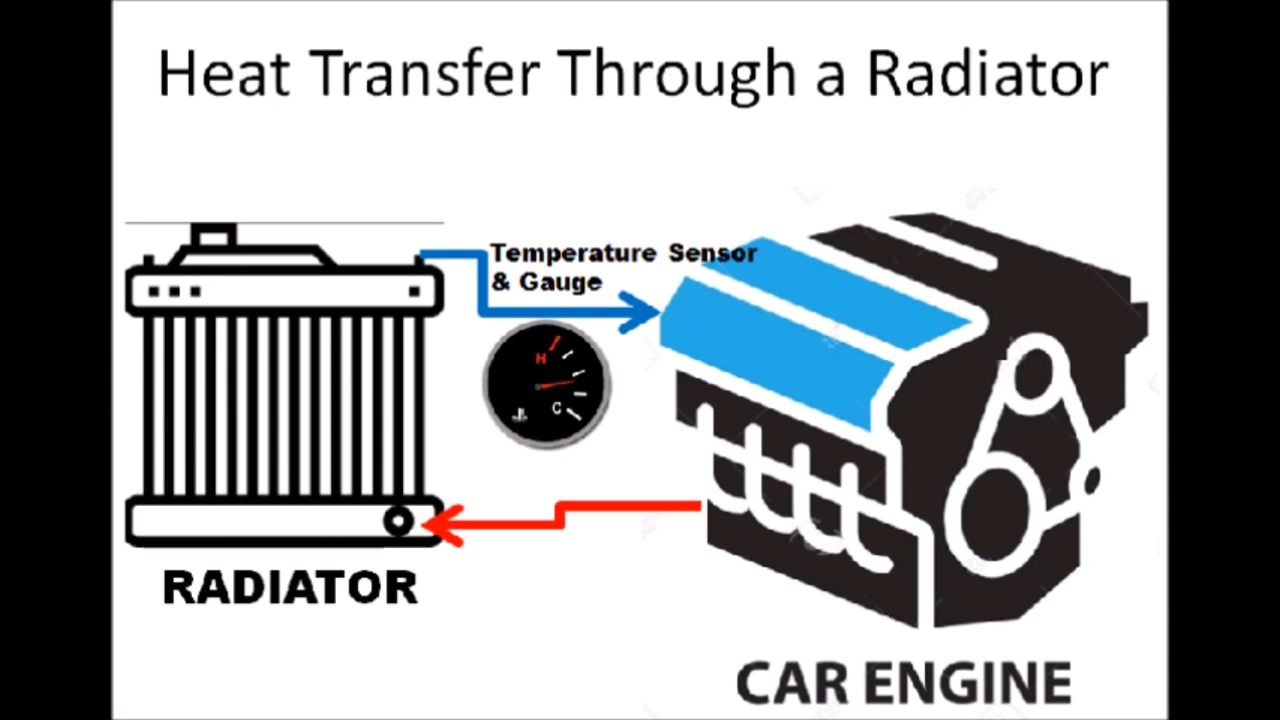 Heat Transfer Through a Radiator
Temperature Sensor
& Gauge
H
C
RADIATOR
CAR ENGINE